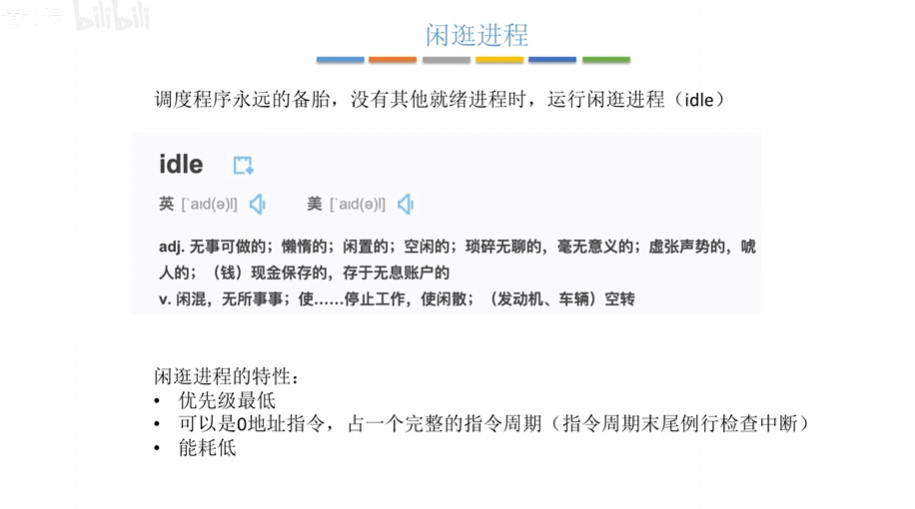 bilibili
闲逛进程
调度程序永远的备胎，没有其他就绪进程时，运行闲逛进程（idle）
idle
英 [ˈaɪd(ə)l] 美 [ˈaɪd(ə)l]
adj. 无事可做的；懒惰的；闲置的；空闲的；琐碎无聊的，毫无意义的；虚张声势的，唬
人的；（钱）现金保存的，存于无息账户的
v. 闲混，无所事事；使……停止工作，使闲散；（发动机、车辆）空转
闲逛进程的特性：
• 优先级最低
• 可以是0地址指令，占一个完整的指令周期（指令周期末尾例行检查中断）
• 能耗低